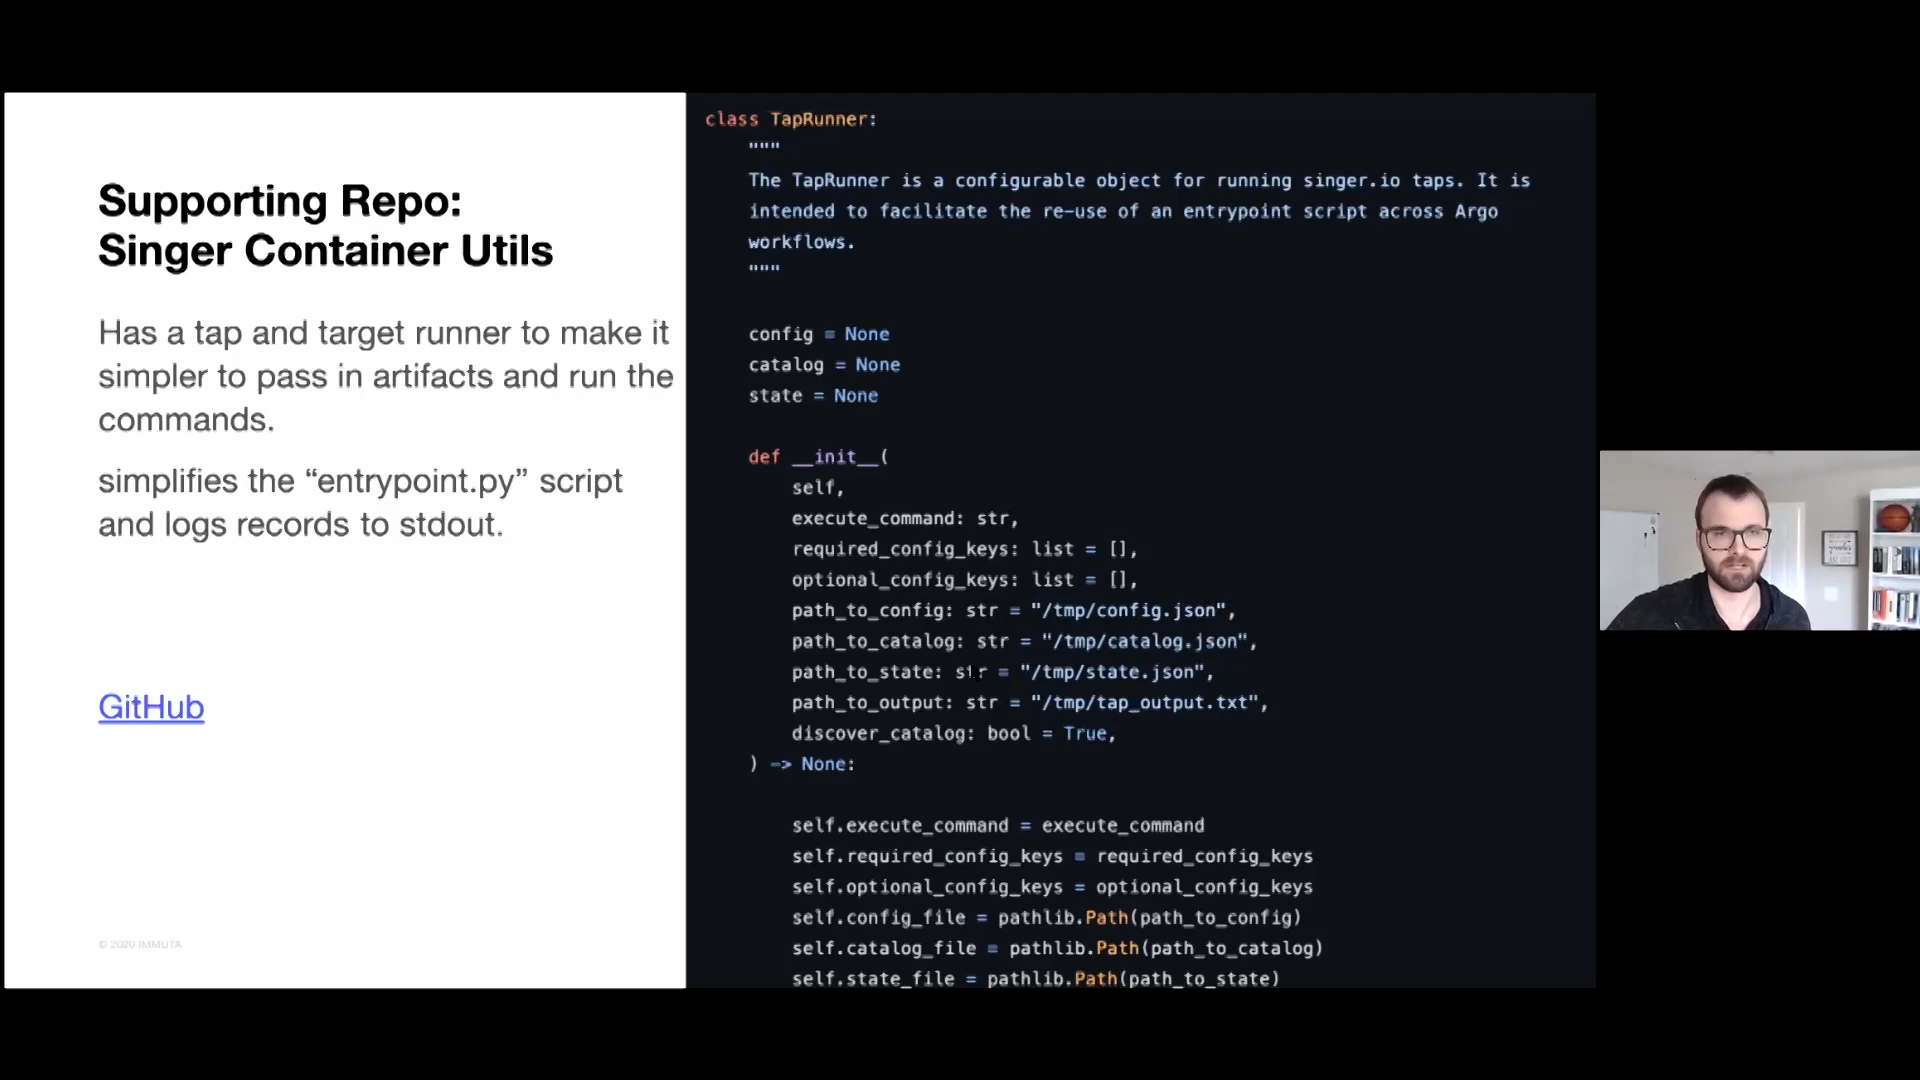 Supporting Repo:
Singer Container Utils
Has a tap and target runner to make it
simpler to pass in artifacts and run the
commands.
simplifies the “entrypoint.py” script
and logs records to stdout.
GitHub
© 2020 IMMUTA
class TapRunner:
"""
The TapRunner is a configurable object for running singer.io taps. It is
intended to facilitate the re-use of an entrypoint script across Argo
workflows.
"""
config = None
catalog = None
state = None
def __init__(
self,
execute_command: str,
required_config_keys: list = [],
optional_config_keys: list = [],
path_to_config: str = "/tmp/config.json",
path_to_catalog: str = "/tmp/catalog.json",
path_to_state: str = "/tmp/state.json",
path_to_output: str = "/tmp/tap_output.txt",
discover_catalog: bool = True,
) -> None:
self.execute_command = execute_command
self.required_config_keys = required_config_keys
self.optional_config_keys = optional_config_keys
self.config_file = pathlib.Path(path_to_config)
self.catalog_file = pathlib.Path(path_to_catalog)
self.state_file = pathlib.Path(path_to_state)